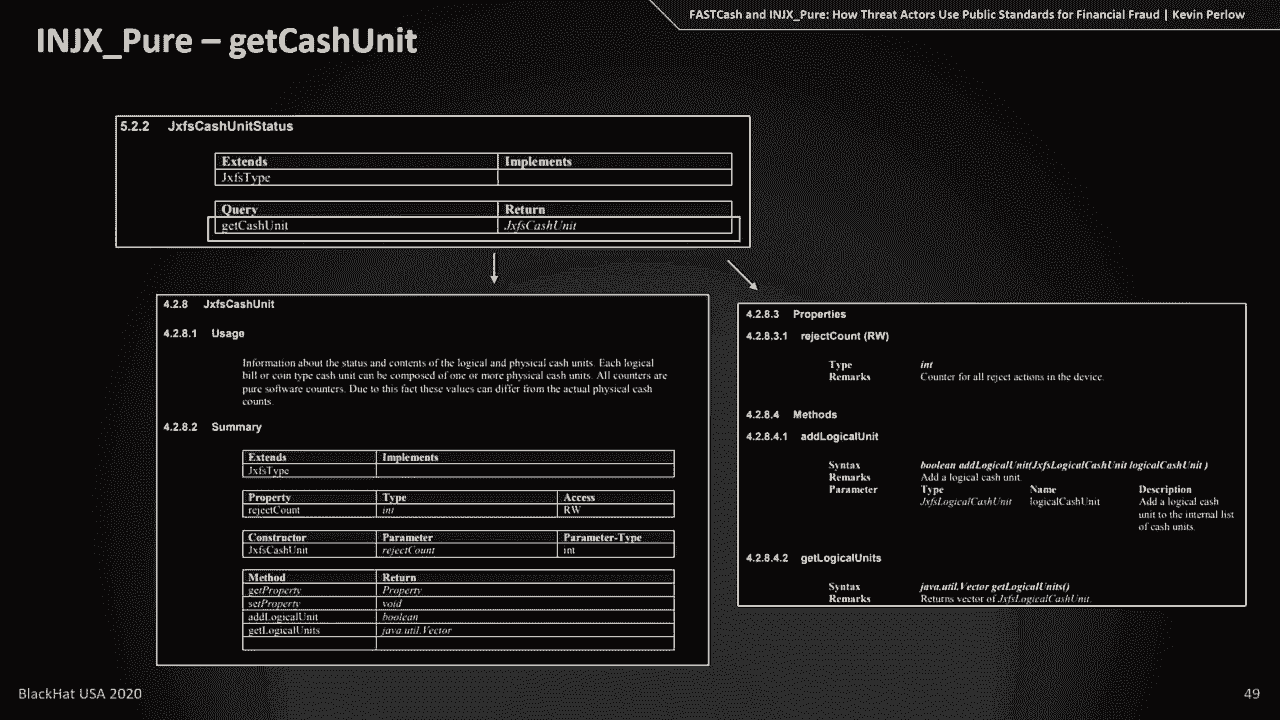 FASTCash and INJX_Pure: How Threat Actors Use Public Standards for Financial Fraud | Kevin Perlow
INJX_Pure – getCashUnit
5.2.2 JxfsCashUnitStatus
Extends Implements
JxfsType
Query Return
getCashUnit JxfsCashUnit
4.2.8 JxfsCashUnit
4.2.8.1 Usage
Information about the status and contents of the logical and physical cash units. Each logical
bill or coin type cash unit can be composed of one or more physical cash units. All counters are
pure software counters. Due to this fact these values can differ from the actual physical cash
counts.
4.2.8.2 Summary
Extends Implements
JxfsType
Property Type Access
rejectCount int RW
Constructor Parameter Parameter-Type
JxfsCashUnit rejectCount int
Method Return
getProperty Property
setProperty void
addLogicalUnit boolean
getLogicalUnits java.util.Vector
4.2.8.3 Properties
4.2.8.3.1 rejectCount (RW)
Type int
Remarks Counter for all reject actions in the device.
4.2.8.4 Methods
4.2.8.4.1 addLogicalUnit
Syntax boolean addLogicalUnit(JxfsLogicalCashUnit logicalCashUnit )
Remarks Add a logical cash unit.
Parameter Type Name Description
JxfsLogicalCashUnit logicalCashUnit Add a logical cash
unit to the internal list
of cash units.
4.2.8.4.2 getLogicalUnits
Syntax java.util.Vector getLogicalUnits()
Remarks Returns vector of JxfsLogicalCashUnit.
BlackHat USA 2020
49